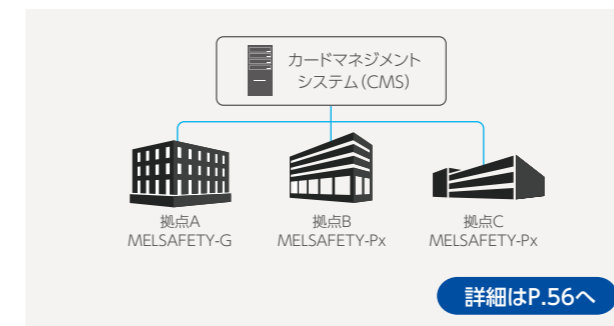 カードマネジメント
システム(CMS)
拠点A
MELSAFETY-G
拠点B
MELSAFETY-Px
拠点C
MELSAFETY-Px
詳細はP.56へ